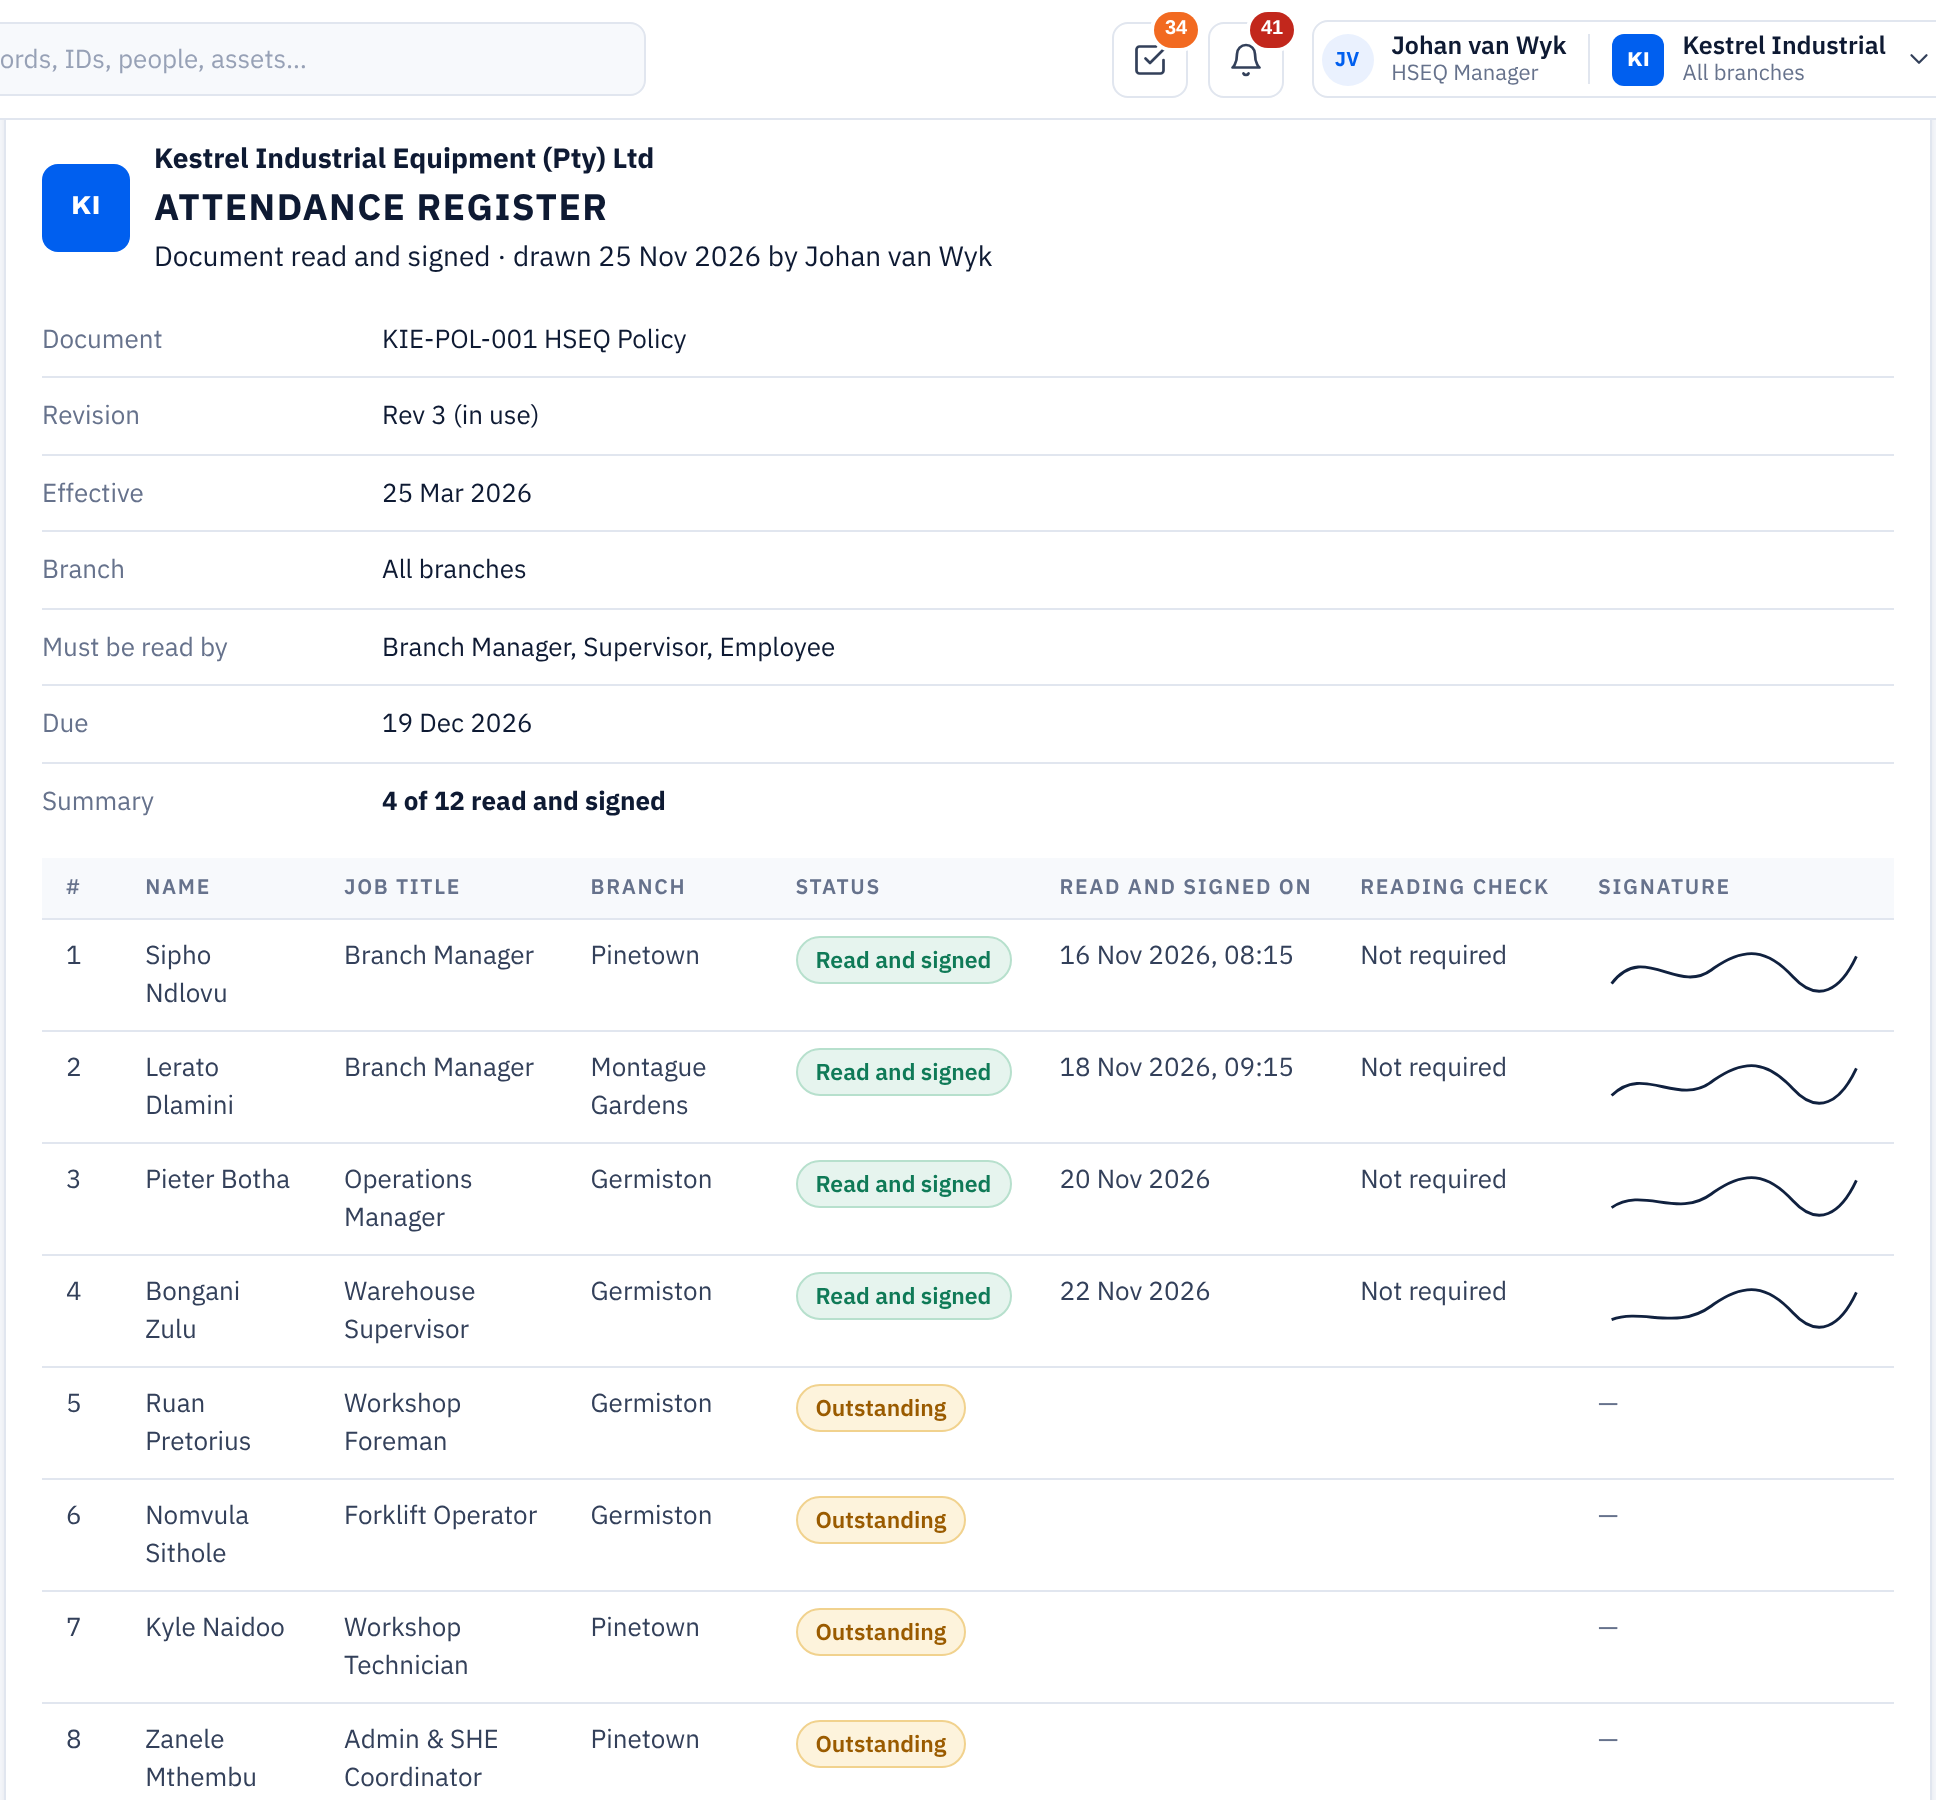 ords, IDs, people, assets...
34
41
JV
Johan van Wyk
HSEQ Manager
KI
Kestrel Industrial
All branches
KI
Kestrel Industrial Equipment (Pty) Ltd
ATTENDANCE REGISTER
Document read and signed · drawn 25 Nov 2026 by Johan van Wyk
Document KIE-POL-001 HSEQ Policy
Revision Rev 3 (in use)
Effective 25 Mar 2026
Branch All branches
Must be read by Branch Manager, Supervisor, Employee
Due 19 Dec 2026
Summary 4 of 12 read and signed
# NAME JOB TITLE BRANCH STATUS READ AND SIGNED ON READING CHECK SIGNATURE
1 Sipho Branch Manager Pinetown Read and signed 16 Nov 2026, 08:15 Not required
Ndlovu
2 Lerato Branch Manager Montague Read and signed 18 Nov 2026, 09:15 Not required
Dlamini Gardens
3 Pieter Botha Operations Germiston Read and signed 20 Nov 2026 Not required
Manager
4 Bongani Warehouse Germiston Read and signed 22 Nov 2026 Not required
Zulu Supervisor
5 Ruan Workshop Germiston Outstanding —
Pretorius Foreman
6 Nomvula Forklift Operator Germiston Outstanding —
Sithole
7 Kyle Naidoo Workshop Pinetown Outstanding —
Technician
8 Zanele Admin & SHE Pinetown Outstanding —
Mthembu Coordinator